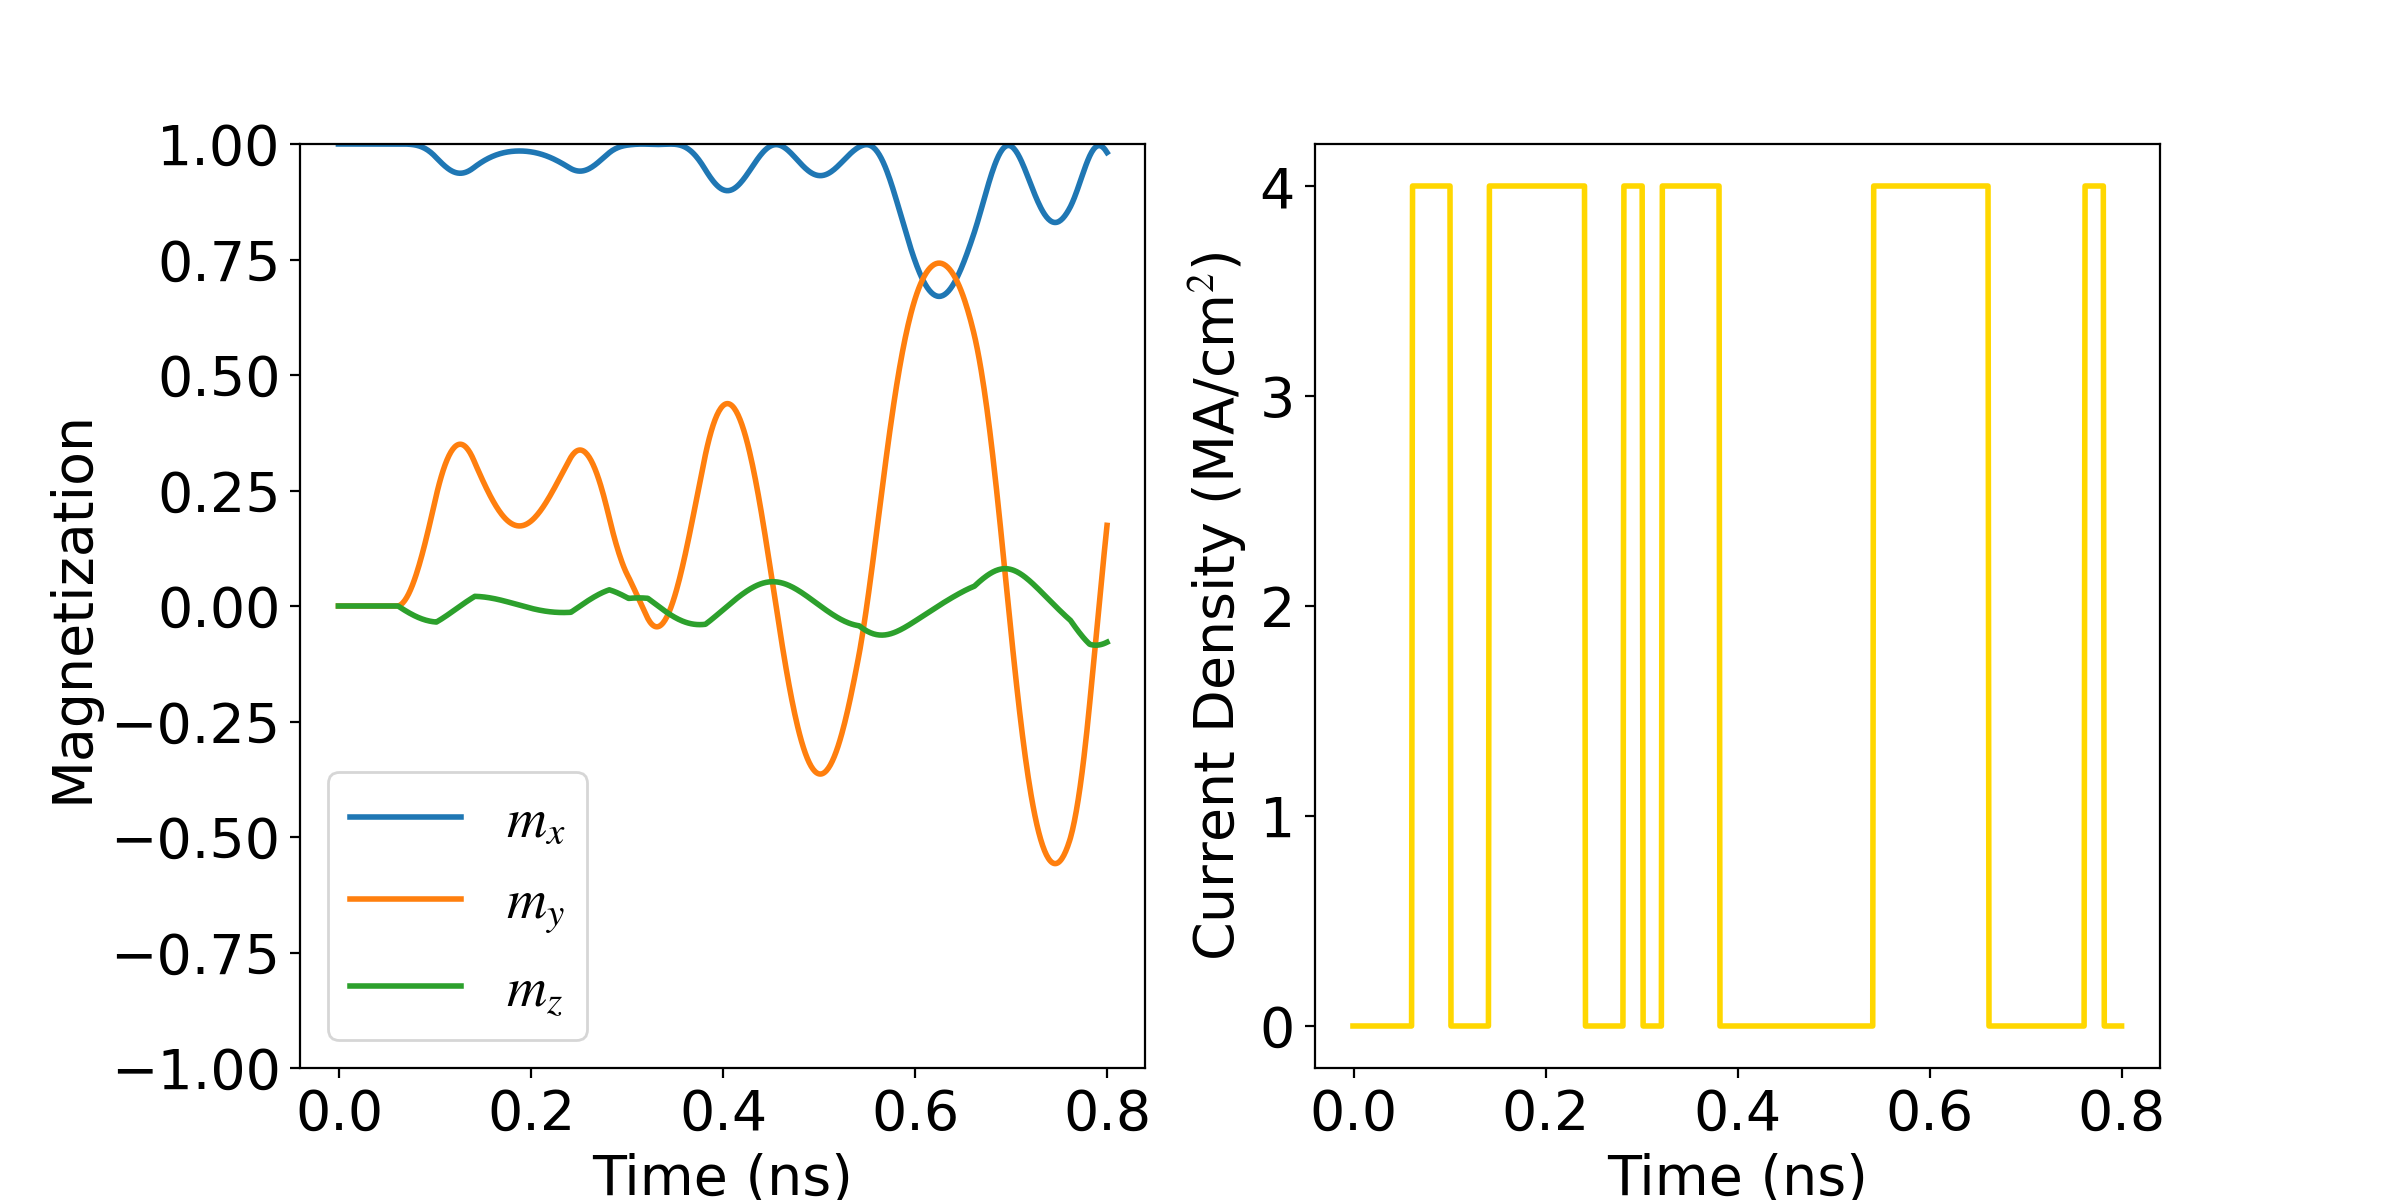 1.00
0.75
0.50
0.25
0.00
−0.25
−0.50
−0.75
−1.00
Magnetization
m_x
m_y
m_z
0.0 0.2 0.4 0.6 0.8
Time (ns)
4
3
2
1
0
Current Density (MA/cm²)
0.0 0.2 0.4 0.6 0.8
Time (ns)